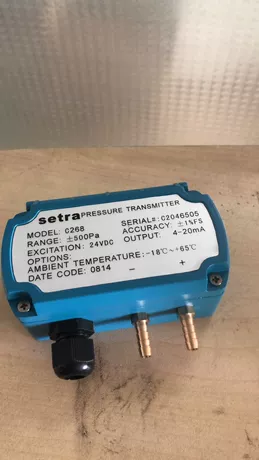 setra PRESSURE TRANSMITTER
MODEL: C268 SERIAL#: C2046505
RANGE: ±500Pa ACCURACY: ±1%FS
EXCITATION: 24VDC OUTPUT: 4-20mA
OPTIONS:
AMBIENT TEMPERATURE: -18℃~+65℃
DATE CODE: 0814 - +